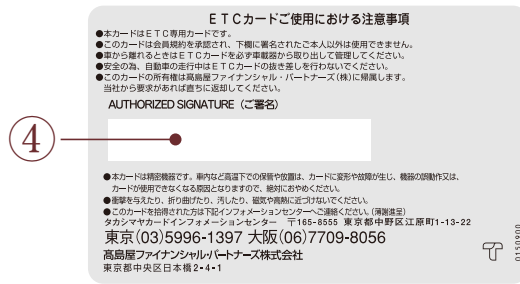 ETCカードご使用における注意事項
●本カードはETC専用カードです。
●このカードは会員規約を承認され、下欄に署名されたご本人以外は使用できません。
●車から離れるときはETCカードを必ず車載器から取り出して管理してください。
●安全の為、自動車の走行中はETCカードの抜き差しを行わないでください。
●このカードの所有権は髙島屋ファイナンシャル・パートナーズ(株)に帰属します。
当社から要求があれば直ちに返却してください。
AUTHORIZED SIGNATURE (ご署名)
4
●本カードは精密機器です。車内など高温下での保管や放置は、カードに変形や故障が生じ、機器の誤動作又は、
カードが使用できなくなる原因となりますので、絶対におやめください。
●衝撃を与えたり、折り曲げたり、汚したり、磁気や高熱に近づけないでください。
●このカードを拾得された方は下記インフォメーションセンターへご連絡ください。(薄謝進呈)
タカシマヤカードインフォメーションセンター 〒165-8555 東京都中野区江原町1-13-22
東京(03)5996-1397 大阪(06)7709-8056
髙島屋ファイナンシャル・パートナーズ株式会社
東京都中央区日本橋2-4-1
0150900